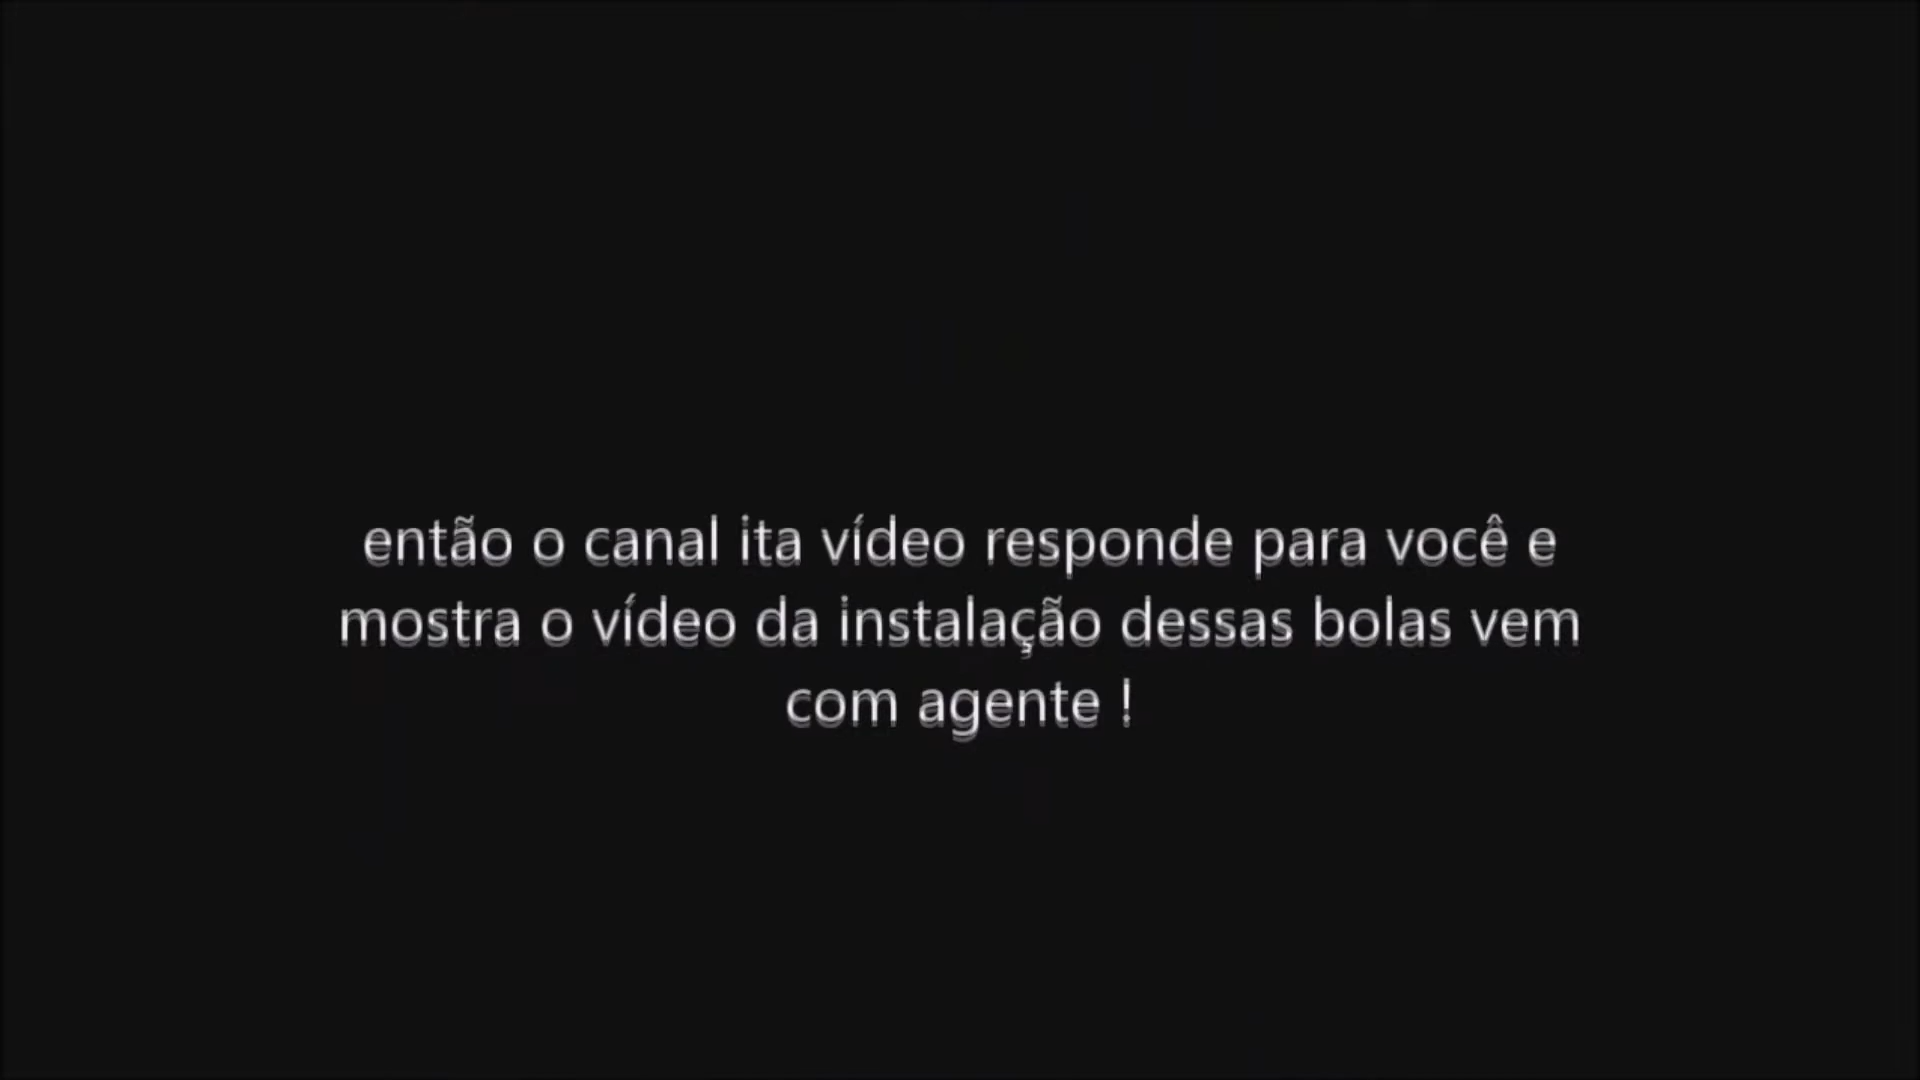 então o canal ita vídeo responde para você e
mostra o vídeo da instalação dessas bolas vem
com agente !